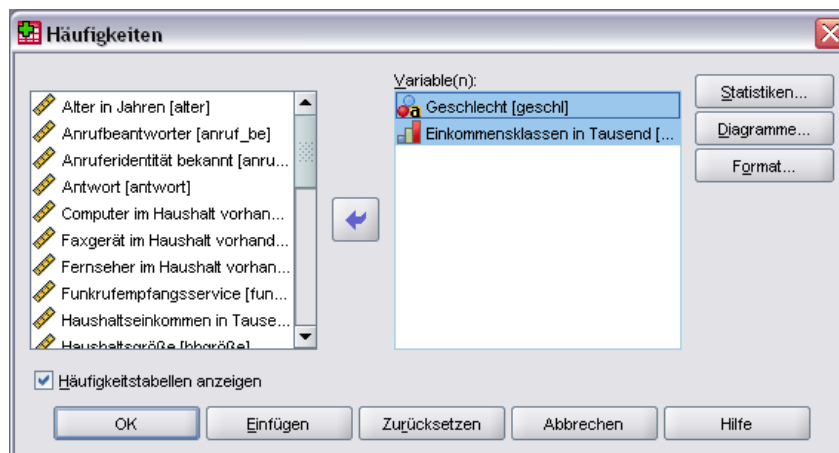 Häufigkeiten
Alter in Jahren [alter]
Anrufbeantworter [anruf_be]
Anruferidentität bekannt [anru...
Antwort [antwort]
Computer im Haushalt vorhan...
Faxgerät im Haushalt vorhand...
Fernseher im Haushalt vorhan...
Funkrufempfangsservice [fun...
Haushaltseinkommen in Tause...
Haushaltsgröße [hhgröße]
Variable(n):
Geschlecht [geschl]
Einkommensklassen in Tausend [...
Statistiken...
Diagramme...
Format...
Häufigkeitstabellen anzeigen
OK
Einfügen
Zurücksetzen
Abbrechen
Hilfe